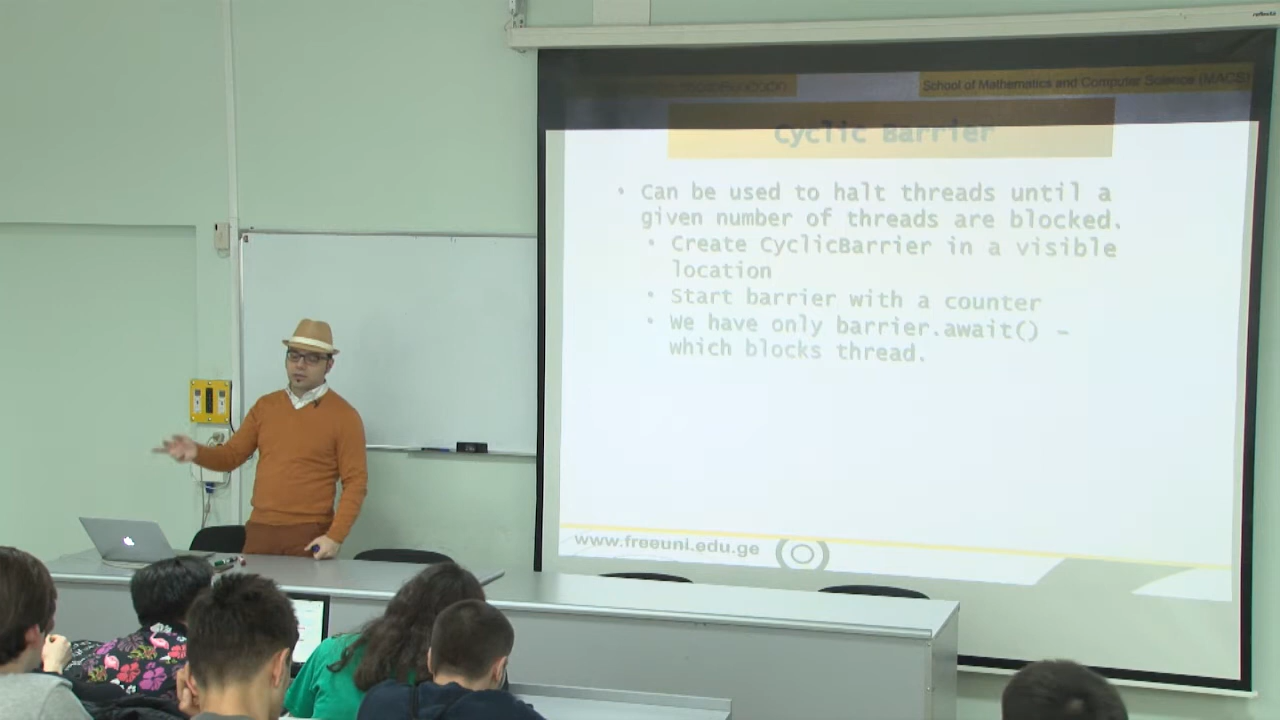 School of Mathematics and Computer Science (MACS)
Cyclic Barrier
• Can be used to halt threads until a
given number of threads are blocked.
• Create CyclicBarrier in a visible
location
• Start barrier with a counter
• We have only barrier.await() –
which blocks thread.
www.freeuni.edu.ge